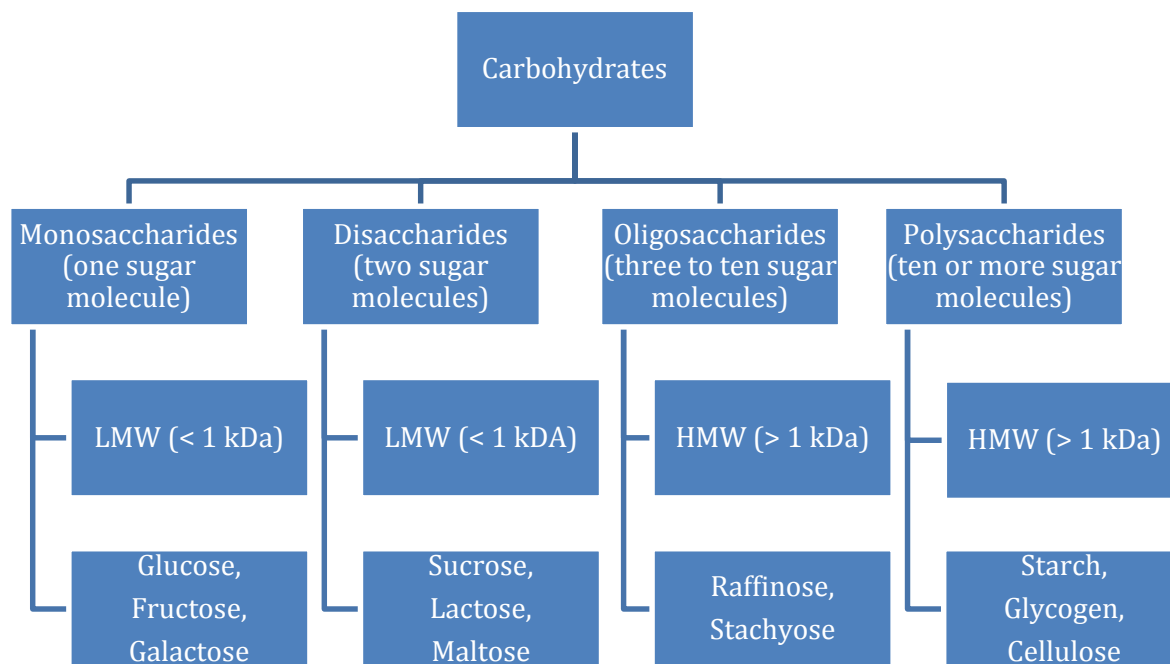 Carbohydrates
Monosaccharides
(one sugar
molecule)
Disaccharides
(two sugar
molecules)
Oligosaccharides
(three to ten sugar
molecules)
Polysaccharides
(ten or more sugar
molecules)
LMW (< 1 kDa)
LMW (< 1 kDA)
HMW (> 1 kDa)
HMW (> 1 kDa)
Glucose,
Fructose,
Galactose
Sucrose,
Lactose,
Maltose
Raffinose,
Stachyose
Starch,
Glycogen,
Cellulose